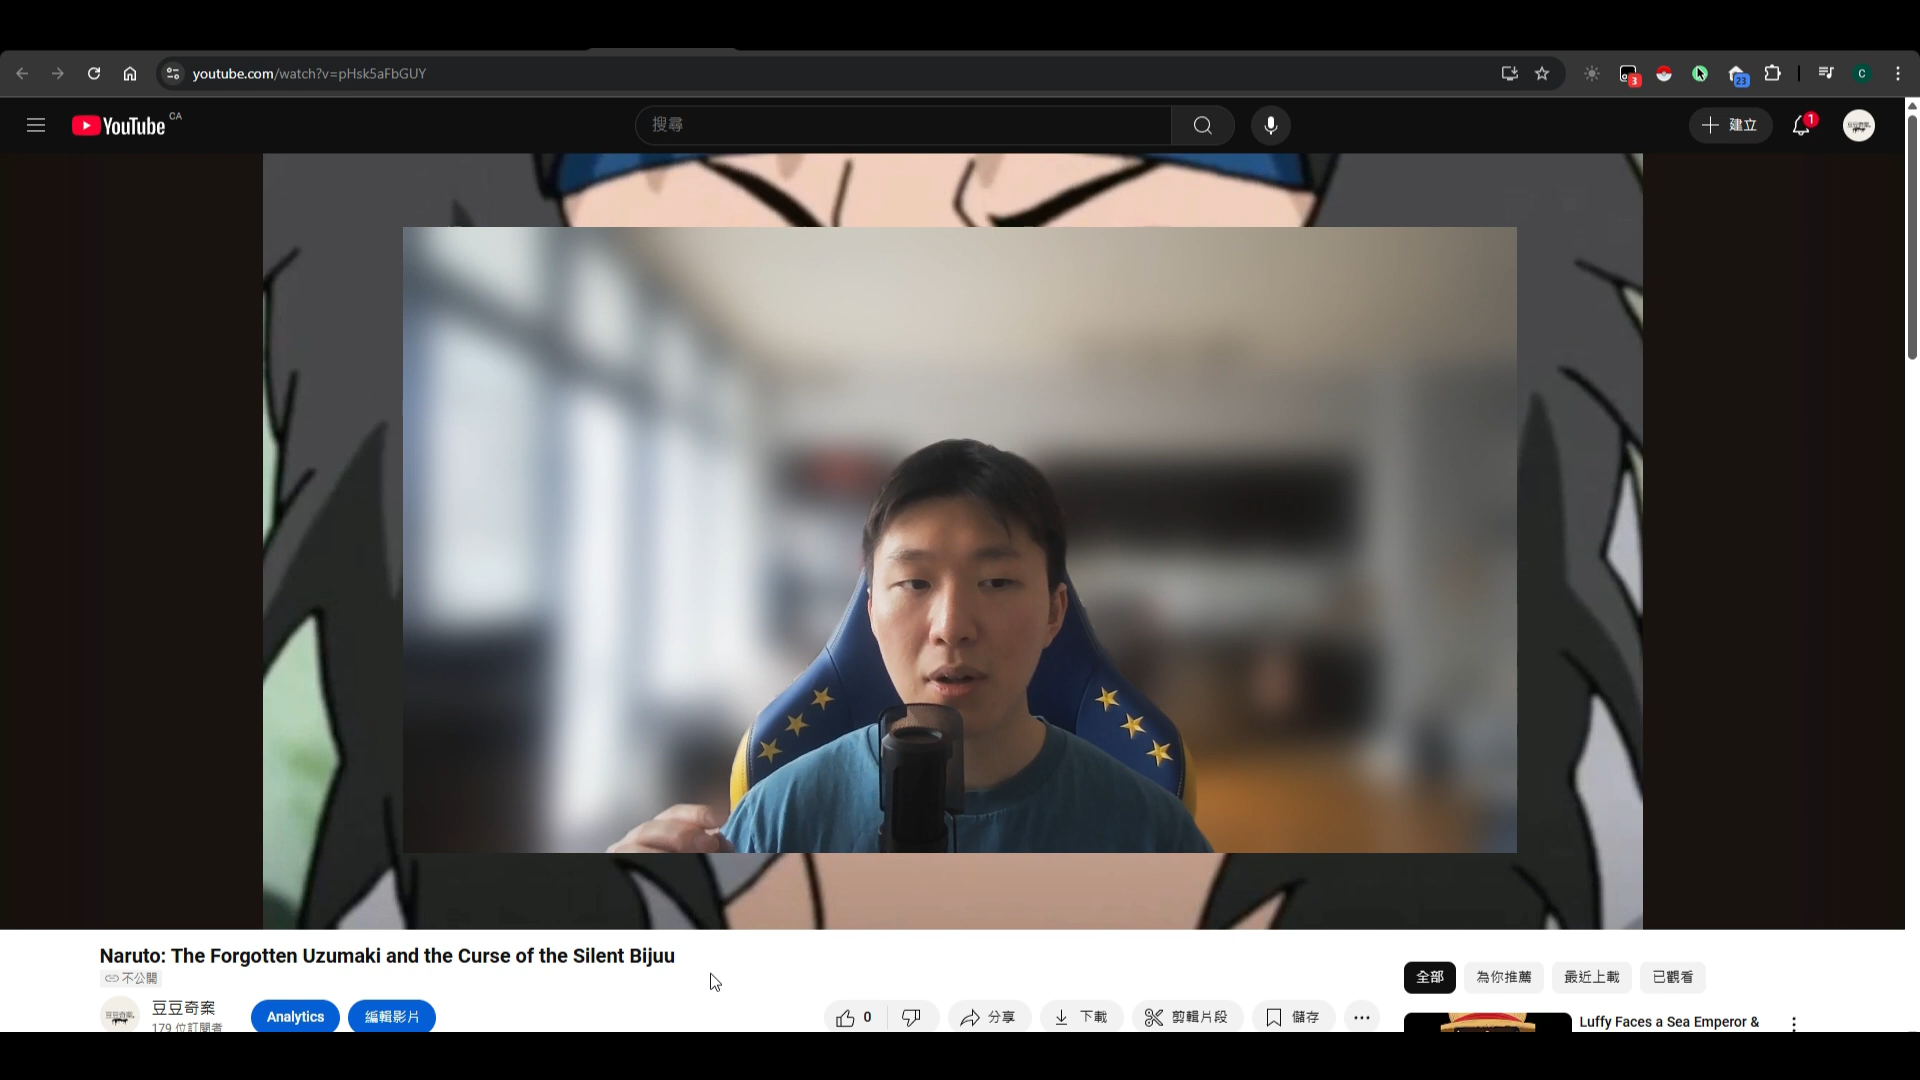 youtube.com/watch?v=pHsk5aFbGUY
3
23
C
YouTube CA
搜尋
建立
1
Naruto: The Forgotten Uzumaki and the Curse of the Silent Bijuu
不公開
豆豆奇案
179 位訂閱者
Analytics
編輯影片
0
分享
下載
剪輯片段
儲存
全部
為你推薦
最近上載
已觀看
Luffy Faces a Sea Emperor &